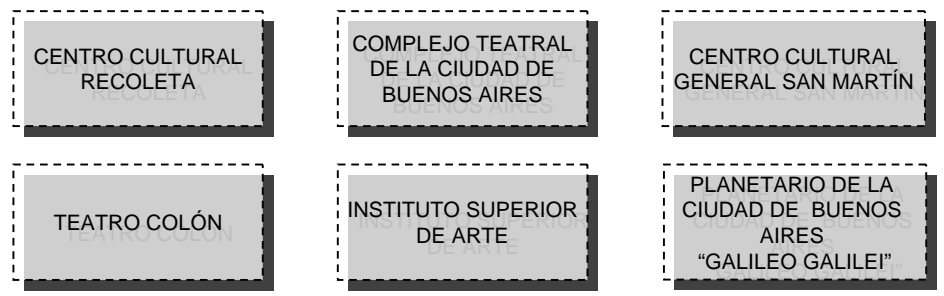 CENTRO CULTURAL
RECOLETA
COMPLEJO TEATRAL
DE LA CIUDAD DE
BUENOS AIRES
CENTRO CULTURAL
GENERAL SAN MARTÍN
TEATRO COLÓN
INSTITUTO SUPERIOR
DE ARTE
PLANETARIO DE LA
CIUDAD DE BUENOS
AIRES
“GALILEO GALILEI”